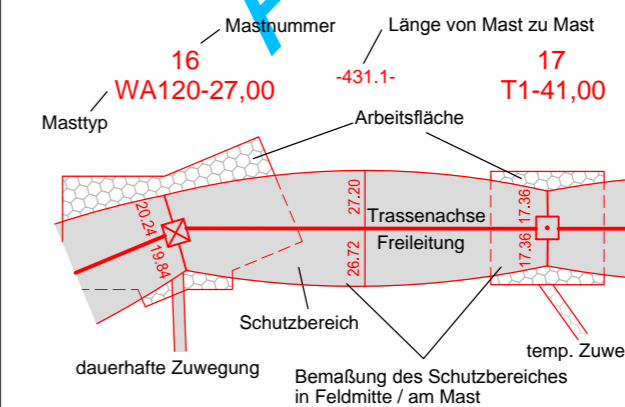 Mastnummer
Länge von Mast zu Mast
16
-431.1-
17
WA120-27,00
T1-41,00
Masttyp
Arbeitsfläche
20.24
19.84
27.20
26.72
Trassenachse
Freileitung
17.36
17.36
Schutzbereich
dauerhafte Zuwegung
temp. Zuwe
Bemaßung des Schutzbereiches
in Feldmitte / am Mast